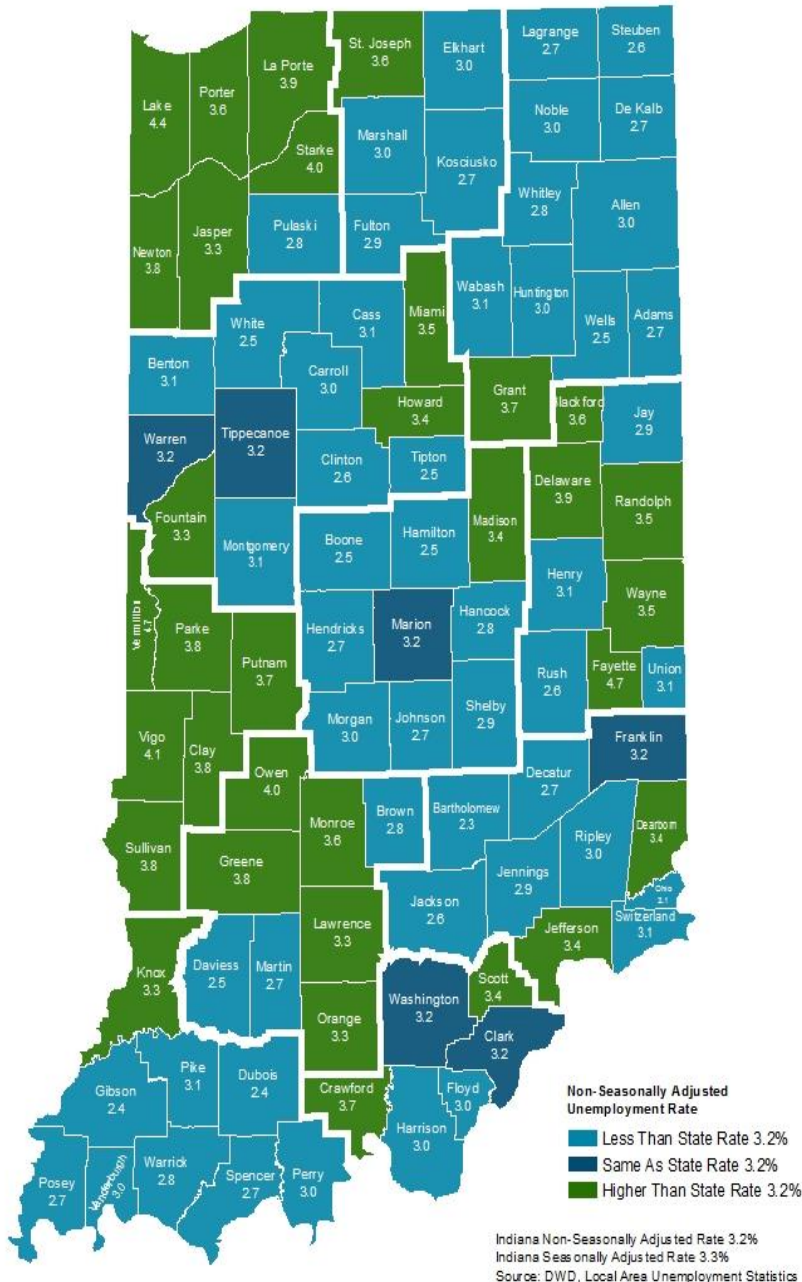 St. Joseph
3.6
Elkhart
3.0
Lagrange
2.7
Steuben
2.6
La Porte
3.9
Porter
3.6
Lake
4.4
Noble
3.0
De Kalb
2.7
Marshall
3.0
Starke
4.0
Kosciusko
2.7
Whitley
2.8
Allen
3.0
Newton
3.8
Jasper
3.3
Pulaski
2.8
Fulton
2.9
Wabash
3.1
Huntington
3.0
Wells
2.5
Adams
2.7
White
2.5
Cass
3.1
Miami
3.5
Benton
3.1
Carroll
3.0
Howard
3.4
Grant
3.7
Blackford
3.6
Jay
2.9
Warren
3.2
Tippecanoe
3.2
Clinton
2.6
Tipton
2.5
Delaware
3.9
Randolph
3.5
Fountain
3.3
Montgomery
3.1
Boone
2.5
Hamilton
2.5
Madison
3.4
Henry
3.1
Wayne
3.5
Vermillion
4.7
Parke
3.8
Putnam
3.7
Hendricks
2.7
Marion
3.2
Hancock
2.8
Rush
2.6
Fayette
4.7
Union
3.1
Vigo
4.1
Clay
3.8
Morgan
3.0
Johnson
2.7
Shelby
2.9
Franklin
3.2
Owen
4.0
Decatur
2.7
Sullivan
3.8
Greene
3.8
Monroe
3.6
Brown
2.8
Bartholomew
2.3
Ripley
3.0
Dearborn
3.4
Jennings
2.9
Ohio
3.1
Jackson
2.6
Switzerland
3.1
Lawrence
3.3
Jefferson
3.4
Knox
3.3
Daviess
2.5
Martin
2.7
Scott
3.4
Washington
3.2
Orange
3.3
Clark
3.2
Gibson
2.4
Pike
3.1
Dubois
2.4
Crawford
3.7
Floyd
3.0
Harrison
3.0
Posey
2.7
Vanderburgh
3.0
Warrick
2.8
Spencer
2.7
Perry
3.0
Non-Seasonally Adjusted
Unemployment Rate
Less Than State Rate 3.2%
Same As State Rate 3.2%
Higher Than State Rate 3.2%
Indiana Non-Seasonally Adjusted Rate 3.2%
Indiana Seasonally Adjusted Rate 3.3%
Source: DWD, Local Area Unemployment Statistics